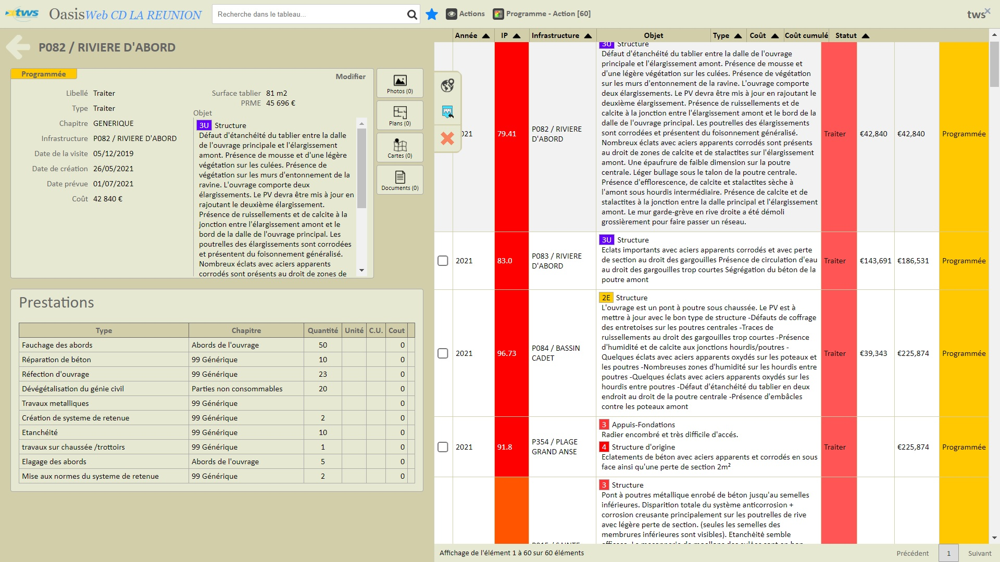 tws OasisWeb CD LA REUNION Recherche dans le tableau... Actions Programme - Action [60] tws
P082 / RIVIERE D'ABORD
Programmée
Modifier
Libellé Traiter
Type Traiter
Chapitre GENERIQUE
Infrastructure P082 / RIVIERE D'ABORD
Date de la visite 05/12/2019
Date de création 26/05/2021
Date prévue 01/07/2021
Coût 42 840 €
Surface tablier 81 m2
PRME 45 696 €
Objet
3U Structure
Défaut d'étanchéité du tablier entre la dalle
de l'ouvrage principale et l'élargissement
amont. Présence de mousse et d'une légère
végétation sur les culées. Présence de
végétation sur les murs d'entonnement de la
ravine. L'ouvrage comporte deux
élargissements. Le PV devra être mis à jour en
rajoutant le deuxième élargissement.
Présence de ruissellements et de calcite à la
jonction entre l'élargissement amont et le
bord de la dalle de l'ouvrage principal. Les
poutrelles des élargissements sont corrodées
et présentent du foisonnement généralisé.
Nombreux éclats avec aciers apparents
corrodés sont présents au droit de zones de
Photos (0)
Plans (0)
Cartes (0)
Documents (0)
Prestations
Type Chapitre Quantité Unité C.U. Cout
Fauchage des abords Abords de l'ouvrage 50 0
Réparation de béton 99 Générique 10 0
Réfection d'ouvrage 99 Générique 23 0
Dévégétalisation du génie civil Parties non consommables 20 0
Travaux metalliques 99 Générique 0
Création de systeme de retenue 99 Générique 2 0
Etanchéité 99 Générique 10 0
travaux sur chaussée /trottoirs 99 Générique 1 0
Elagage des abords Abords de l'ouvrage 5 0
Mise aux normes du systeme de retenue 99 Générique 2 0
Année IP Infrastructure Objet Type Coût Coût cumulé Statut
3U Structure
Défaut d'étanchéité du tablier entre la dalle de l'ouvrage
principale et l'élargissement amont. Présence de mousse et
d'une légère végétation sur les culées. Présence de végétation
sur les murs d'entonnement de la ravine. L'ouvrage comporte
deux élargissements. Le PV devra être mis à jour en rajoutant le
deuxième élargissement. Présence de ruissellements et de
calcite à la jonction entre l'élargissement amont et le bord de la
dalle de l'ouvrage principal. Les poutrelles des élargissements
sont corrodées et présentent du foisonnement généralisé.
Nombreux éclats avec aciers apparents corrodés sont présents
au droit de zones de calcite et de stalactites sur l'élargissement
amont. Une épaufrure de faible dimension sur la poutre
centrale. Léger bullage sous le talon de la poutre centrale.
Présence d'efflorescence, de calcite et stalactites sèche à
l'amont sous hourdis intermédiaire. Présence de calcite et de
stalactites à la jonction entre la dalle principal et l'élargissement
amont. Le mur garde-grève en rive droite a été démoli
grossièrement pour faire passer un réseau.
021 79.41 P082 / RIVIERE
D'ABORD
Traiter €42,840 €42,840 Programmée
2021 83.0 P083 / RIVIERE
D'ABORD
3U Structure
Eclats importants avec aciers apparents corrodés et avec perte
de section au droit des gargouilles Présence de circulation d'eau
au droit des gargouilles trop courtes Ségrégation du béton de la
poutre amont
Traiter €143,691 €186,531 Programmée
2021 96.73 P084 / BASSIN
CADET
2E Structure
L'ouvrage est un pont à poutre sous chaussée. Le PV est à
mettre à jour avec le bon type de structure -Défauts de coffrage
des entretoises sur les poutres centrales -Traces de
ruissellements au droit des gargouilles trop courtes -Présence
d'humidité et de calcite aux jonctions hourdis/poutres -
Quelques éclats avec aciers apparents oxydés sur les poteaux et
les poutres -Nombreuses zones d'humidité sur les hourdis entre
poutres -Quelques éclats avec aciers apparents oxydés sur les
hourdis entre poutres -Défaut d'étanchéité du tablier en deux
endroit au droit de la poutre centrale -Présence d'embâcles
contre les poteaux amont
Traiter €39,343 €225,874 Programmée
2021 91.8 P354 / PLAGE
GRAND ANSE
3 Appuis-Fondations
Radier encombré et très difficile d'accés.
4 Structure d'origine
Eclatements de béton avec aciers apparents et corrodés en sous
face ainsi qu'une perte de section 2m²
Traiter €225,874 Programmée
3 Structure
Pont à poutres métallique enrobé de béton jusqu'au semelles
inférieures. Disparition totale du système anticorrosion +
corrosion creusante principalement sur les poutrelles de rive
avec légère perte de section. (seules les semelles des
membrures inférieures sont visibles). Etanchéité semble
Affichage de l'élément 1 à 60 sur 60 éléments
Précédent 1 Suivant